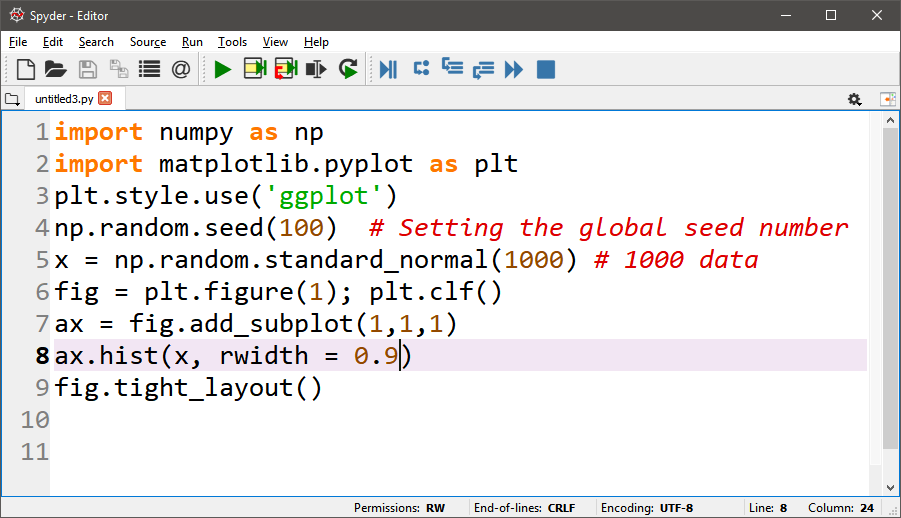 Spyder - Editor
File Edit Search Source Run Tools View Help
@
untitled3.py
1 import numpy as np
2 import matplotlib.pyplot as plt
3 plt.style.use('ggplot')
4 np.random.seed(100)  # Setting the global seed number
5 x = np.random.standard_normal(1000) # 1000 data
6 fig = plt.figure(1); plt.clf()
7 ax = fig.add_subplot(1,1,1)
8 ax.hist(x, rwidth = 0.9)
9 fig.tight_layout()
10
11
Permissions: RW End-of-lines: CRLF Encoding: UTF-8 Line: 8 Column: 24